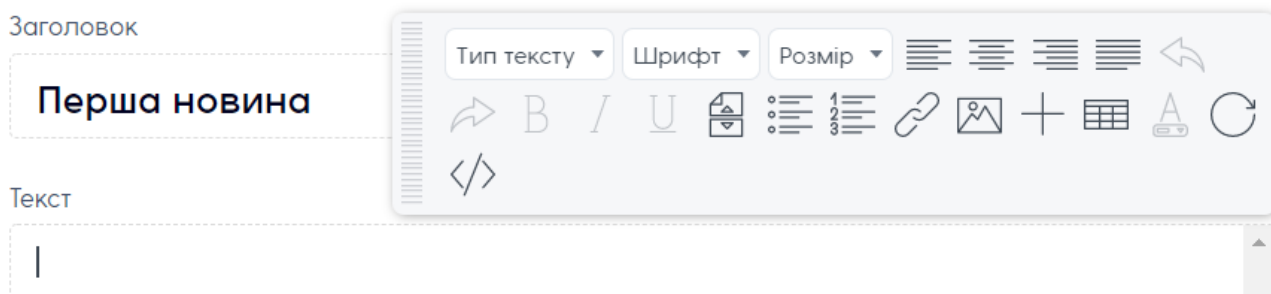 Заголовок
Перша новина
Тип тексту
Шрифт
Розмір
B I U
A
Текст